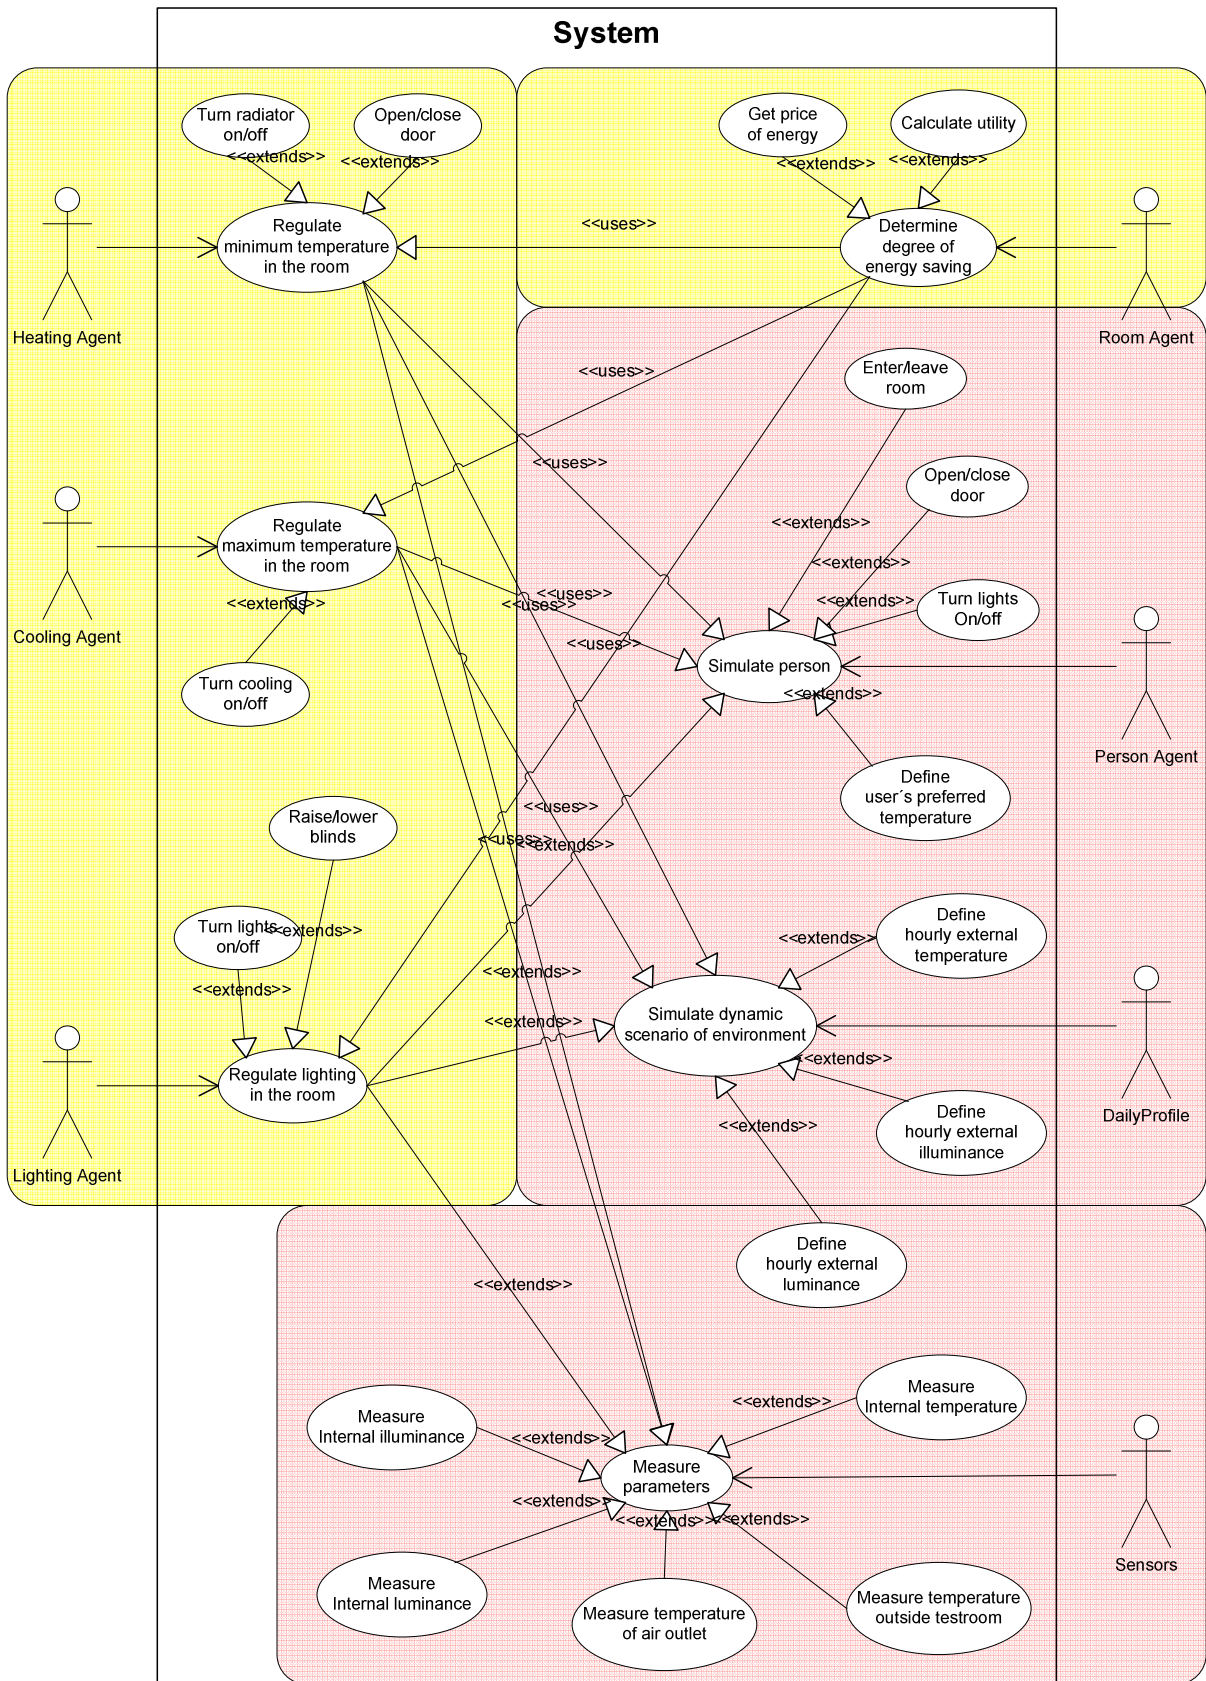 System
Turn radiator
on/off
Open/close
door
Get price
of energy
Calculate utility
<<extends>>
<<extends>>
<<extends>>
<<extends>>
Regulate
minimum temperature
in the room
<<uses>>
Determine
degree of
energy saving
Heating Agent
Room Agent
<<uses>>
Enter/leave
room
<<uses>>
Open/close
door
<<extends>>
Regulate
maximum temperature
in the room
<<extends>>
<<extends>>
<<uses>>
<<uses>>
<<extends>>
Turn lights
On/off
Cooling Agent
<<uses>>
Simulate person
Turn cooling
on/off
<<extends>>
Person Agent
Define
user´s preferred
temperature
<<uses>>
Raise/lower
blinds
<<uses>>
<<extends>>
Turn lights
on/off
<<extends>>
<<extends>>
Define
hourly external
temperature
<<extends>>
<<extends>>
<<extends>>
Simulate dynamic
scenario of environment
<<extends>>
Regulate lighting
in the room
Lighting Agent
DailyProfile
<<extends>>
Define
hourly external
illuminance
Define
hourly external
luminance
<<extends>>
Measure
Internal temperature
<<extends>>
Measure
Internal illuminance
<<extends>>
Measure
parameters
<<extends>>
<<extends>>
<<extends>>
Sensors
Measure
Internal luminance
Measure temperature
of air outlet
Measure temperature
outside testroom